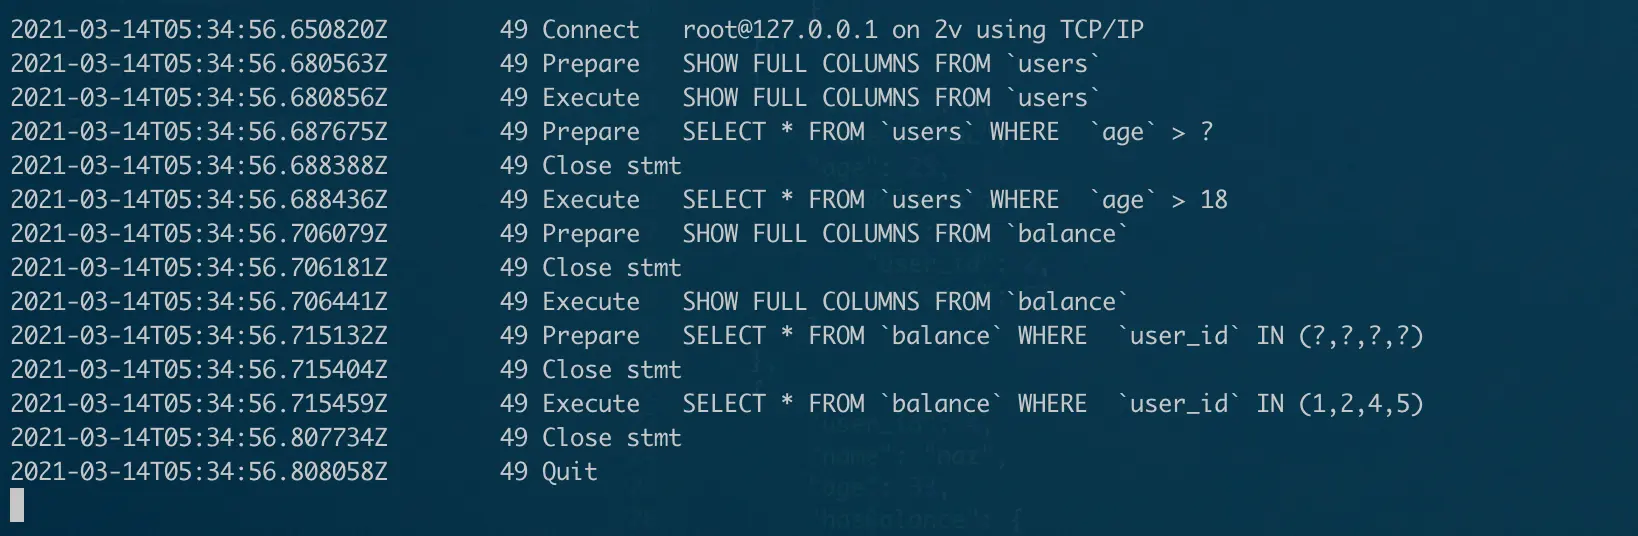 2021-03-14T05:34:56.650820Z 49 Connect root@127.0.0.1 on 2v using TCP/IP
2021-03-14T05:34:56.680563Z 49 Prepare SHOW FULL COLUMNS FROM `users`
2021-03-14T05:34:56.680856Z 49 Execute SHOW FULL COLUMNS FROM `users`
2021-03-14T05:34:56.687675Z 49 Prepare SELECT * FROM `users` WHERE  `age` > ?
2021-03-14T05:34:56.688388Z 49 Close stmt
2021-03-14T05:34:56.688436Z 49 Execute SELECT * FROM `users` WHERE  `age` > 18
2021-03-14T05:34:56.706079Z 49 Prepare SHOW FULL COLUMNS FROM `balance`
2021-03-14T05:34:56.706181Z 49 Close stmt
2021-03-14T05:34:56.706441Z 49 Execute SHOW FULL COLUMNS FROM `balance`
2021-03-14T05:34:56.715132Z 49 Prepare SELECT * FROM `balance` WHERE  `user_id` IN (?,?,?,?)
2021-03-14T05:34:56.715404Z 49 Close stmt
2021-03-14T05:34:56.715459Z 49 Execute SELECT * FROM `balance` WHERE  `user_id` IN (1,2,4,5)
2021-03-14T05:34:56.807734Z 49 Close stmt
2021-03-14T05:34:56.808058Z 49 Quit